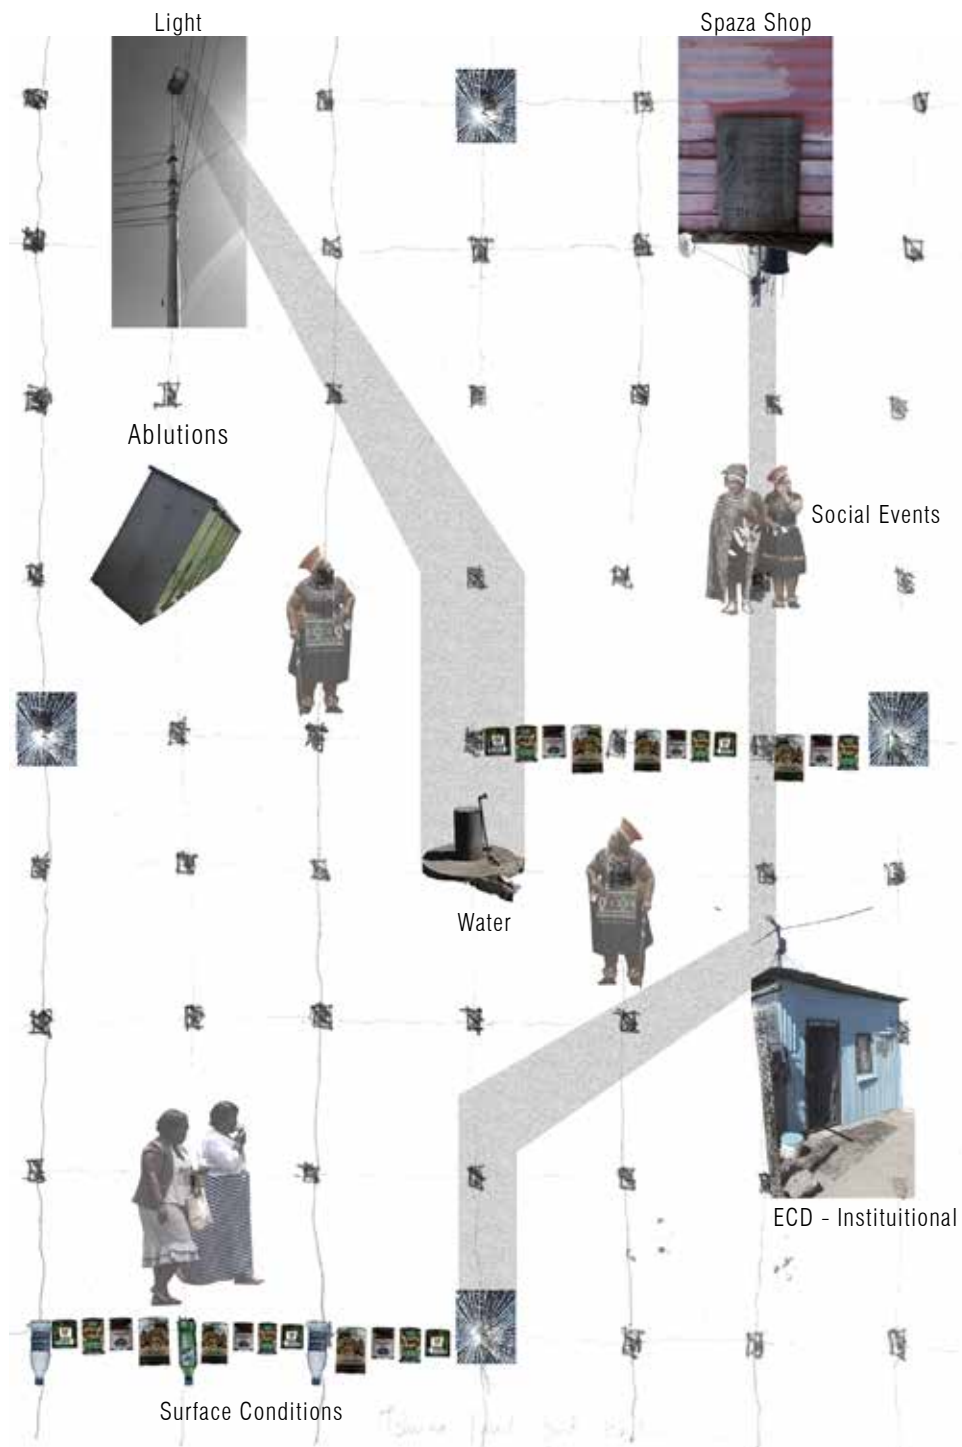 Light
Spaza Shop
Ablutions
Social Events
Water
ECD - Instituitional
Surface Conditions